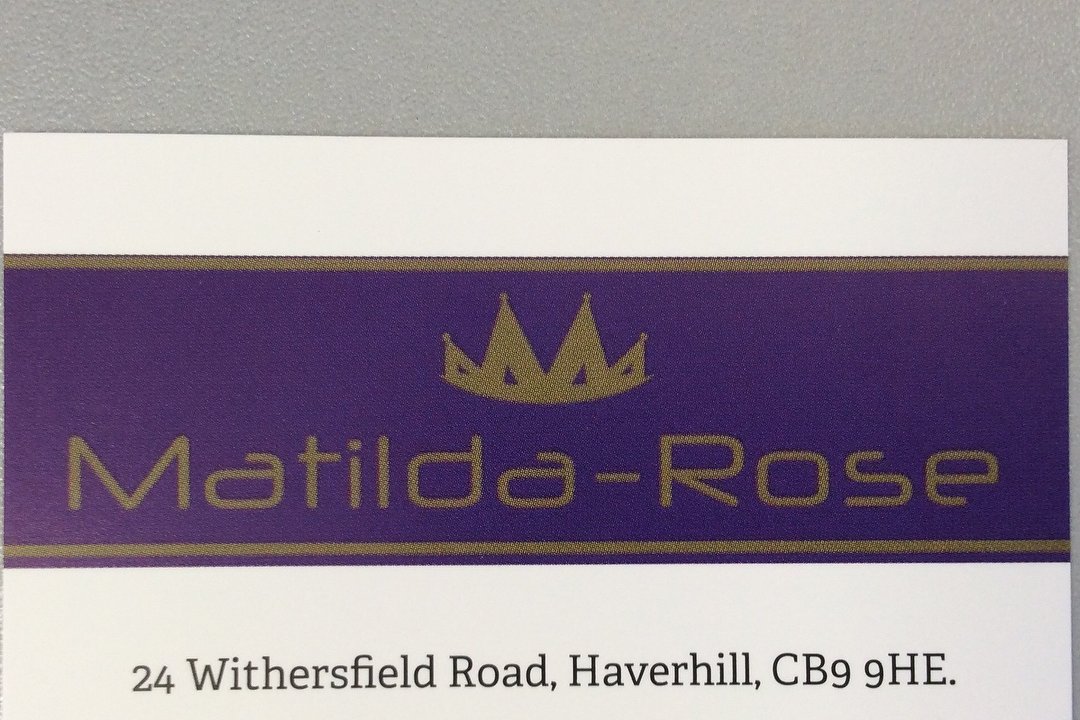 Matilda-Rose
24 Withersfield Road, Haverhill, CB9 9HE.